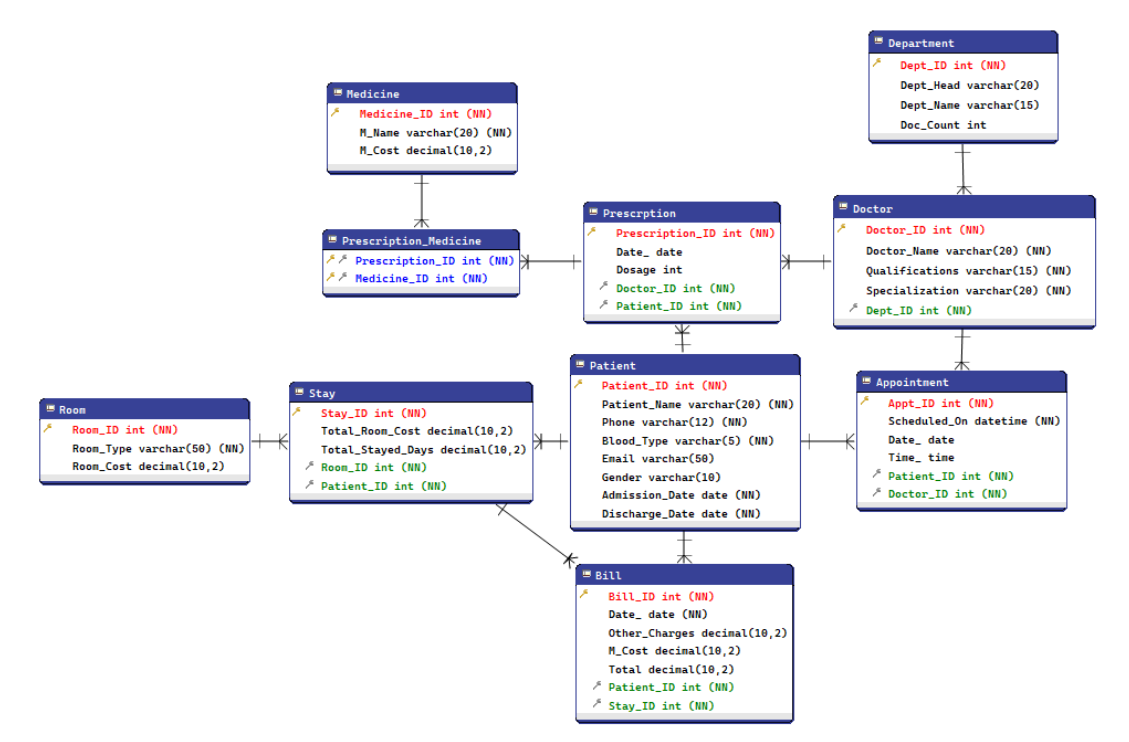 Department
Dept_ID int (NN)
Dept_Head varchar(20)
Dept_Name varchar(15)
Doc_Count int
Medicine
Medicine_ID int (NN)
M_Name varchar(20) (NN)
M_Cost decimal(10,2)
Prescrption
Prescription_ID int (NN)
Date_ date
Dosage int
Doctor_ID int (NN)
Patient_ID int (NN)
Doctor
Doctor_ID int (NN)
Doctor_Name varchar(20) (NN)
Qualifications varchar(15) (NN)
Specialization varchar(20) (NN)
Dept_ID int (NN)
Prescription_Medicine
Prescription_ID int (NN)
Medicine_ID int (NN)
Room
Room_ID int (NN)
Room_Type varchar(50) (NN)
Room_Cost decimal(10,2)
Stay
Stay_ID int (NN)
Total_Room_Cost decimal(10,2)
Total_Stayed_Days decimal(10,2)
Room_ID int (NN)
Patient_ID int (NN)
Patient
Patient_ID int (NN)
Patient_Name varchar(20) (NN)
Phone varchar(12) (NN)
Blood_Type varchar(5) (NN)
Email varchar(50)
Gender varchar(10)
Admission_Date date (NN)
Discharge_Date date (NN)
Appointment
Appt_ID int (NN)
Scheduled_On datetime (NN)
Date_ date
Time_ time
Patient_ID int (NN)
Doctor_ID int (NN)
Bill
Bill_ID int (NN)
Date_ date (NN)
Other_Charges decimal(10,2)
M_Cost decimal(10,2)
Total decimal(10,2)
Patient_ID int (NN)
Stay_ID int (NN)